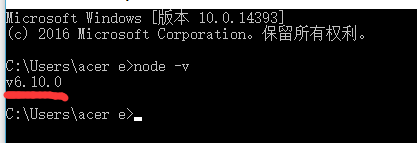 Microsoft Windows [版本 10.0.14393]
(c) 2016 Microsoft Corporation。保留所有权利。
C:\Users\acer e>node -v
v6.10.0
C:\Users\acer e>